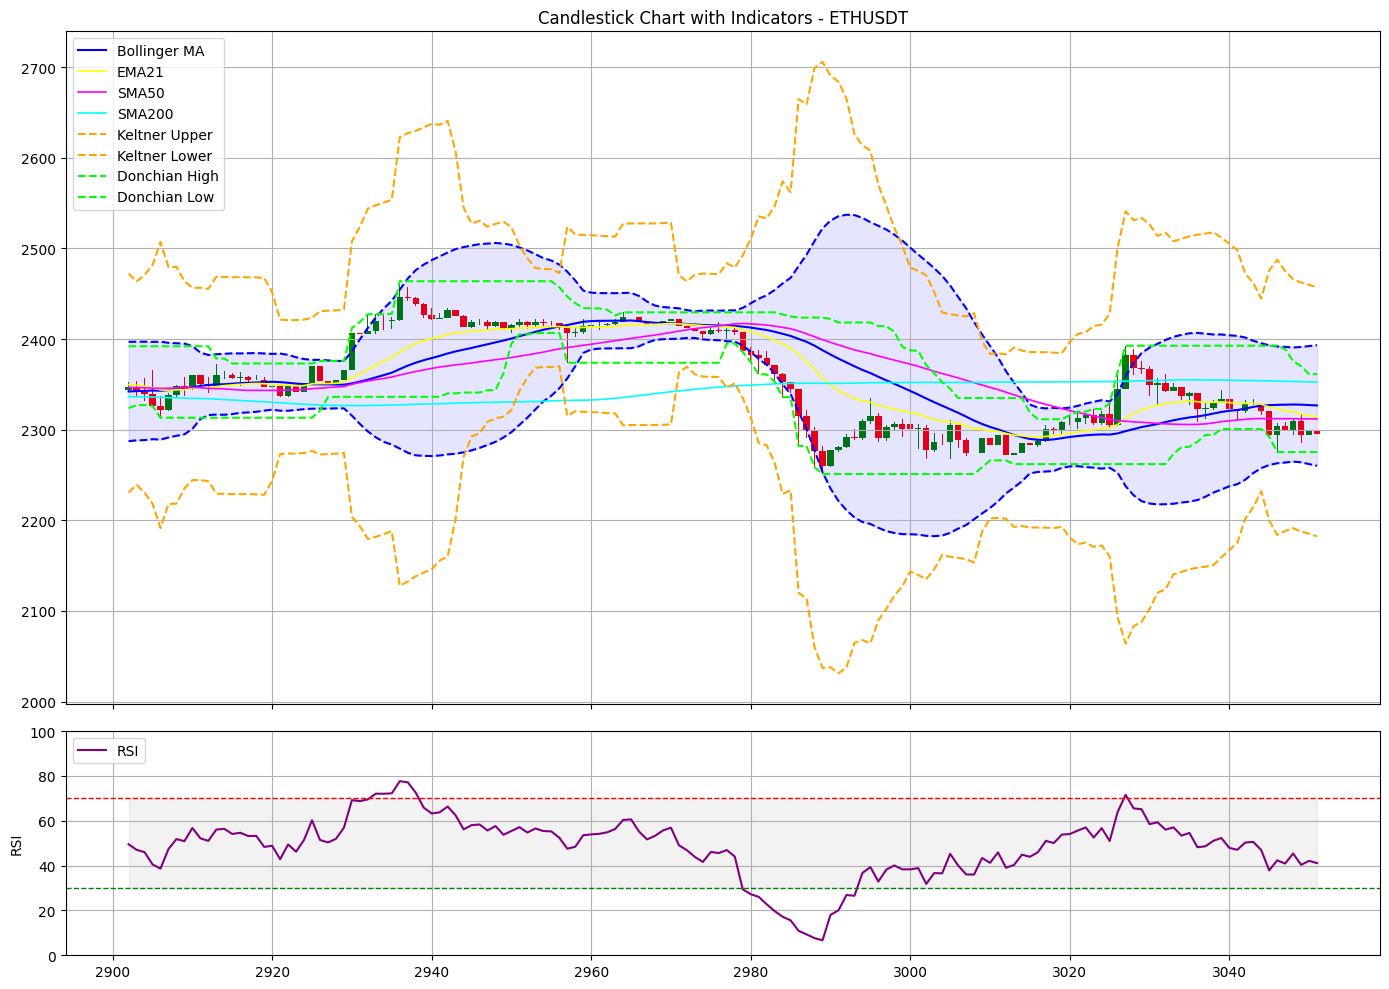 Candlestick Chart with Indicators - ETHUSDT
Bollinger MA
EMA21
SMA50
SMA200
Keltner Upper
Keltner Lower
Donchian High
Donchian Low
2700
2600
2500
2400
2300
2200
2100
2000
RSI
100
80
60
40
20
0
RSI
2900
2920
2940
2960
2980
3000
3020
3040